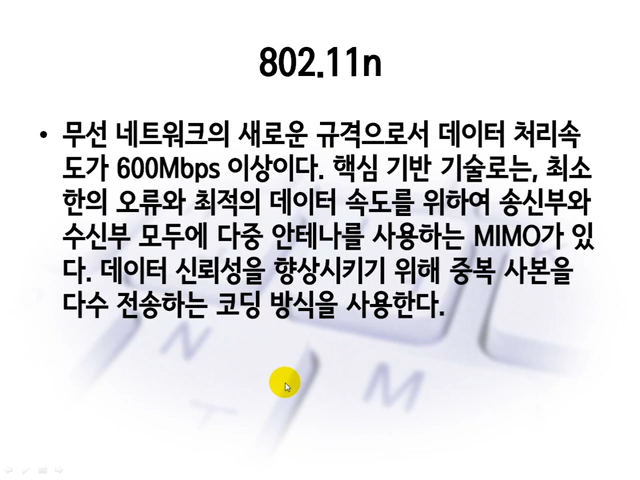 802.11n
• 무선 네트워크의 새로운 규격으로서 데이터 처리속
도가 600Mbps 이상이다. 핵심 기반 기술로는, 최소
한의 오류와 최적의 데이터 속도를 위하여 송신부와
수신부 모두에 다중 안테나를 사용하는 MIMO가 있
다. 데이터 신뢰성을 향상시키기 위해 중복 사본을
다수 전송하는 코딩 방식을 사용한다.
N
M